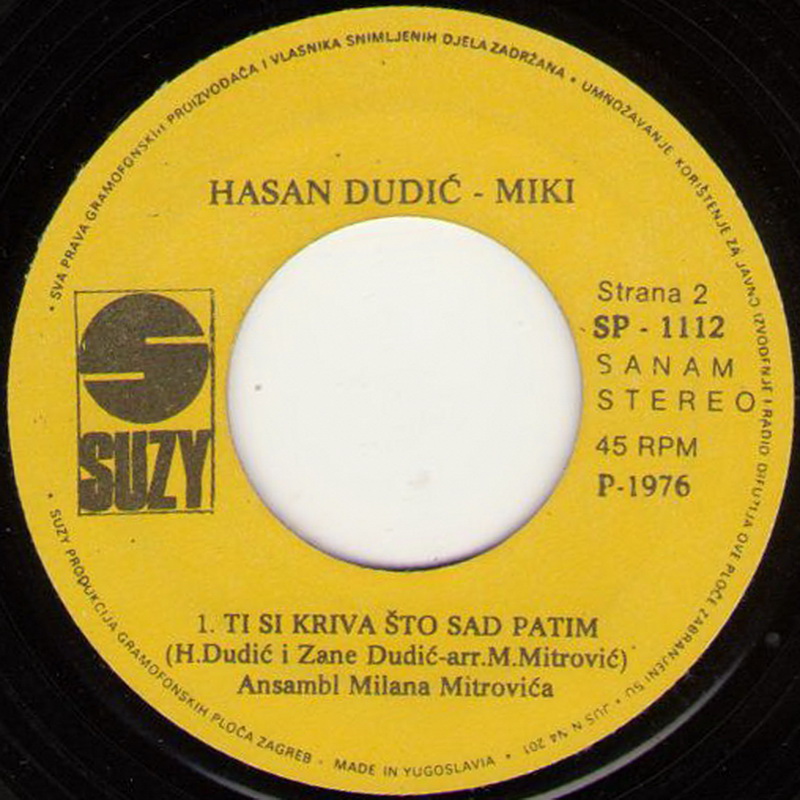 • SVA PRAVA GRAMOFONSKIH PROIZVOĐAČA I VLASNIKA SNIMLJENIH DJELA ZADRŽANA • UMNOŽAVANJE KORIŠTENJE ZA JAVNO IZVOĐENJE I RADIO DIFUZIJA OVE PLOČE ZABRANJENI SU • JUS N N4 201
HASAN DUDIĆ - MIKI
Strana 2
SP - 1112
SANAM
STEREO
45 RPM
P-1976
S
SUZY
1. TI SI KRIVA ŠTO SAD PATIM
(H.Dudić i Zane Dudić-arr.M.Mitrović)
Ansambl Milana Mitrovića
• SUZY PRODUKCIJA GRAMOFONSKIH PLOČA ZAGREB - MADE IN YUGOSLAVIA •